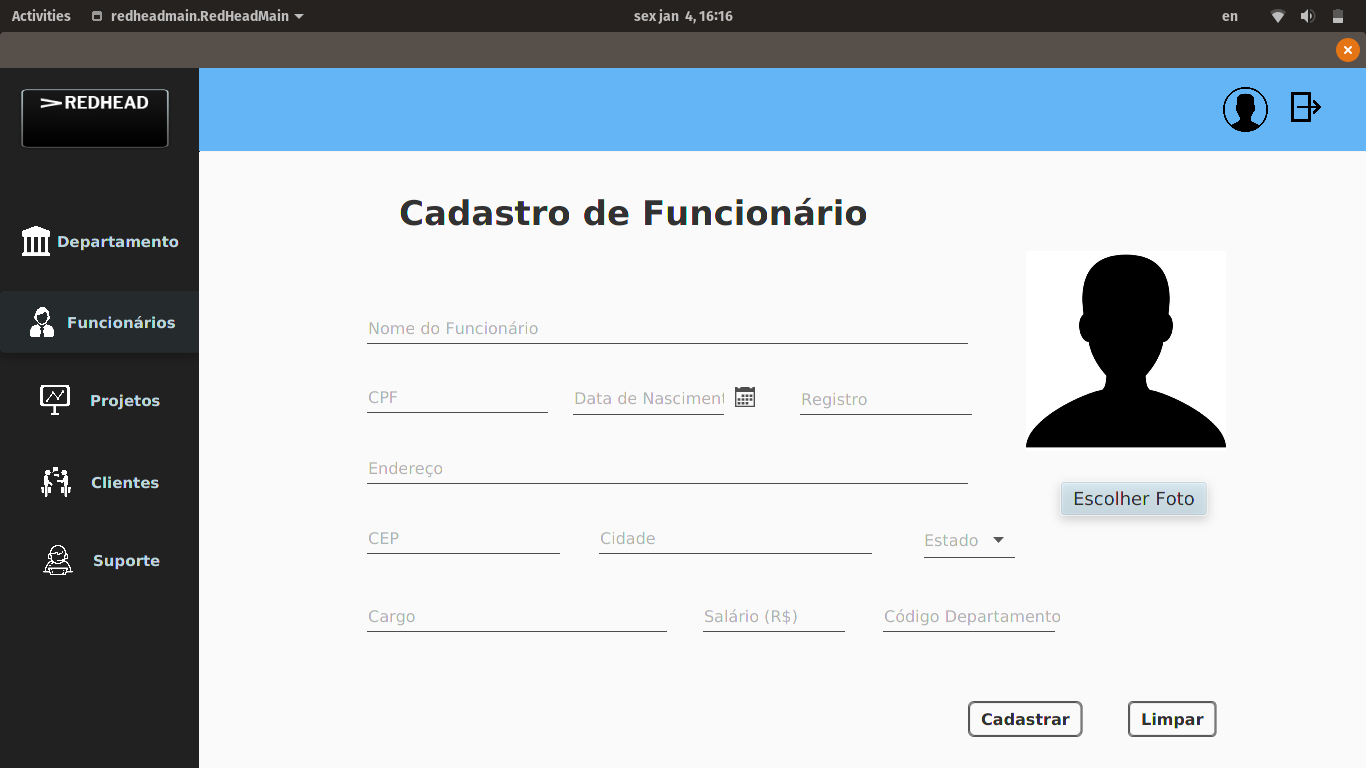 Activities redheadmain.RedHeadMain sex jan 4, 16:16 en
REDHEAD
Departamento
Funcionários
Projetos
Clientes
Suporte
Cadastro de Funcionário
Nome do Funcionário
CPF Data de Nasciment Registro
Endereço
Escolher Foto
CEP Cidade Estado
Cargo Salário (R$) Código Departamento
Cadastrar Limpar